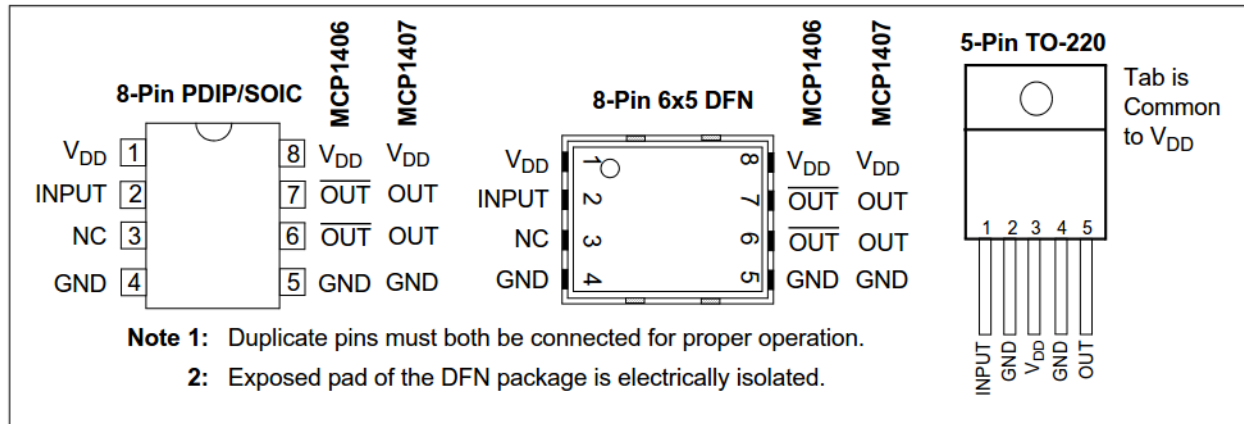 8-Pin PDIP/SOIC
MCP1406
MCP1407
VDD 1 8 VDD VDD
INPUT 2 7 OUT OUT
NC 3 6 OUT OUT
GND 4 5 GND GND
8-Pin 6x5 DFN
MCP1406
MCP1407
VDD 1 8 VDD VDD
INPUT 2 7 OUT OUT
NC 3 6 OUT OUT
GND 4 5 GND GND
5-Pin TO-220
Tab is
Common
to VDD
1 2 3 4 5
INPUT
GND
VDD
GND
OUT
Note 1: Duplicate pins must both be connected for proper operation.
2: Exposed pad of the DFN package is electrically isolated.